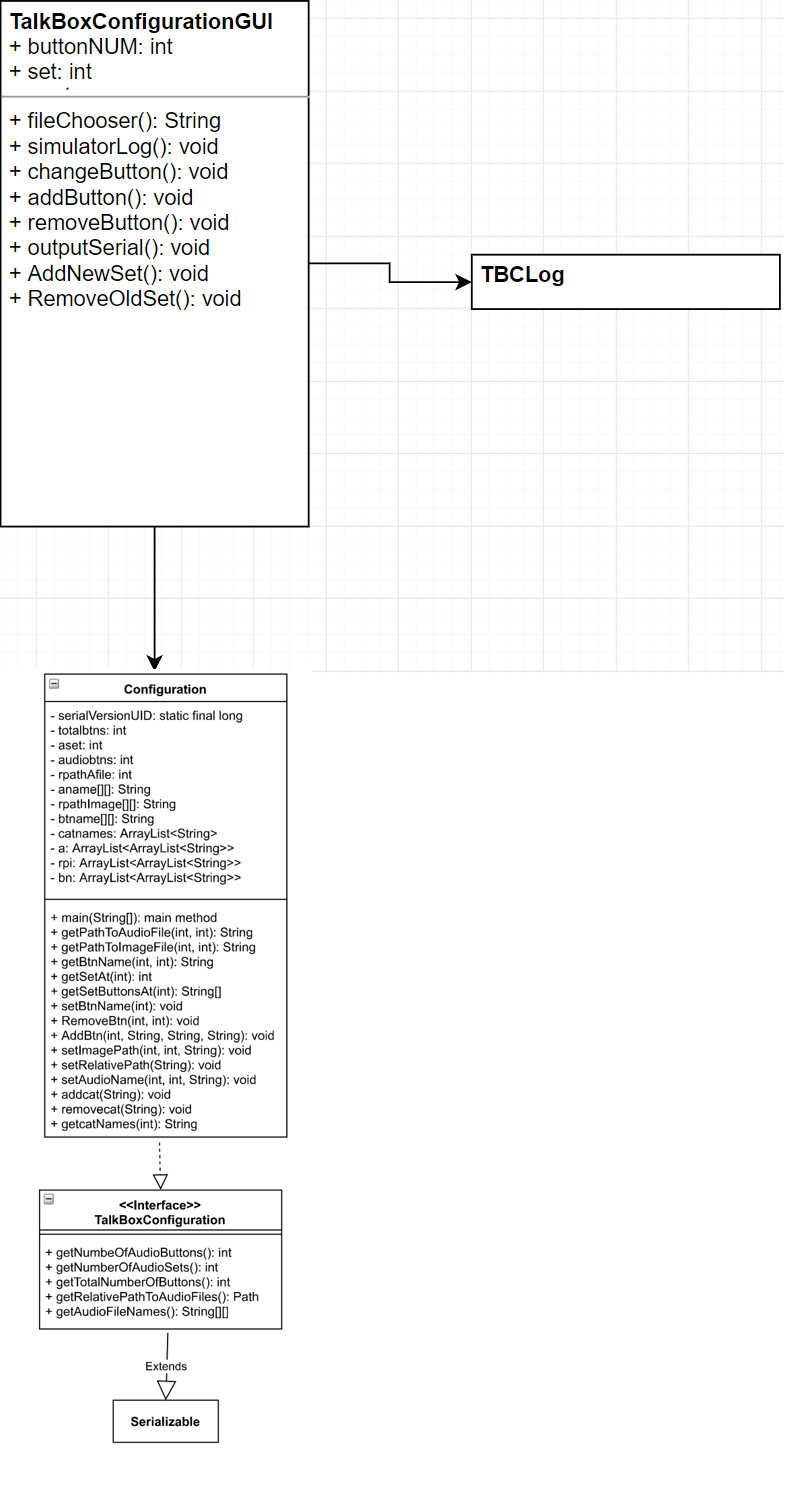 TalkBoxConfigurationGUI
+ buttonNUM: int
+ set: int
+ fileChooser(): String
+ simulatorLog(): void
+ changeButton(): void
+ addButton(): void
+ removeButton(): void
+ outputSerial(): void
+ AddNewSet(): void
+ RemoveOldSet(): void
TBCLog
Configuration
- serialVersionUID: static final long
- totalbtns: int
- aset: int
- audiobtns: int
- rpathAfile: int
- aname[][]: String
- rpathImage[][]: String
- btname[][]: String
- catnames: ArrayList<String>
- a: ArrayList<ArrayList<String>>
- rpi: ArrayList<ArrayList<String>>
- bn: ArrayList<ArrayList<String>>
+ main(String[]): main method
+ getPathToAudioFile(int, int): String
+ getPathToImageFile(int, int): String
+ getBtnName(int, int): String
+ getSetAt(int): int
+ getSetButtonsAt(int): String[]
+ setBtnName(int): void
+ RemoveBtn(int, int): void
+ AddBtn(int, String, String, String): void
+ setImagePath(int, int, String): void
+ setRelativePath(String): void
+ setAudioName(int, int, String): void
+ addcat(String): void
+ removecat(String): void
+ getcatNames(int): String
<<Interface>>
TalkBoxConfiguration
+ getNumbeOfAudioButtons(): int
+ getNumberOfAudioSets(): int
+ getTotalNumberOfButtons(): int
+ getRelativePathToAudioFiles(): Path
+ getAudioFileNames(): String[][]
Extends
Serializable